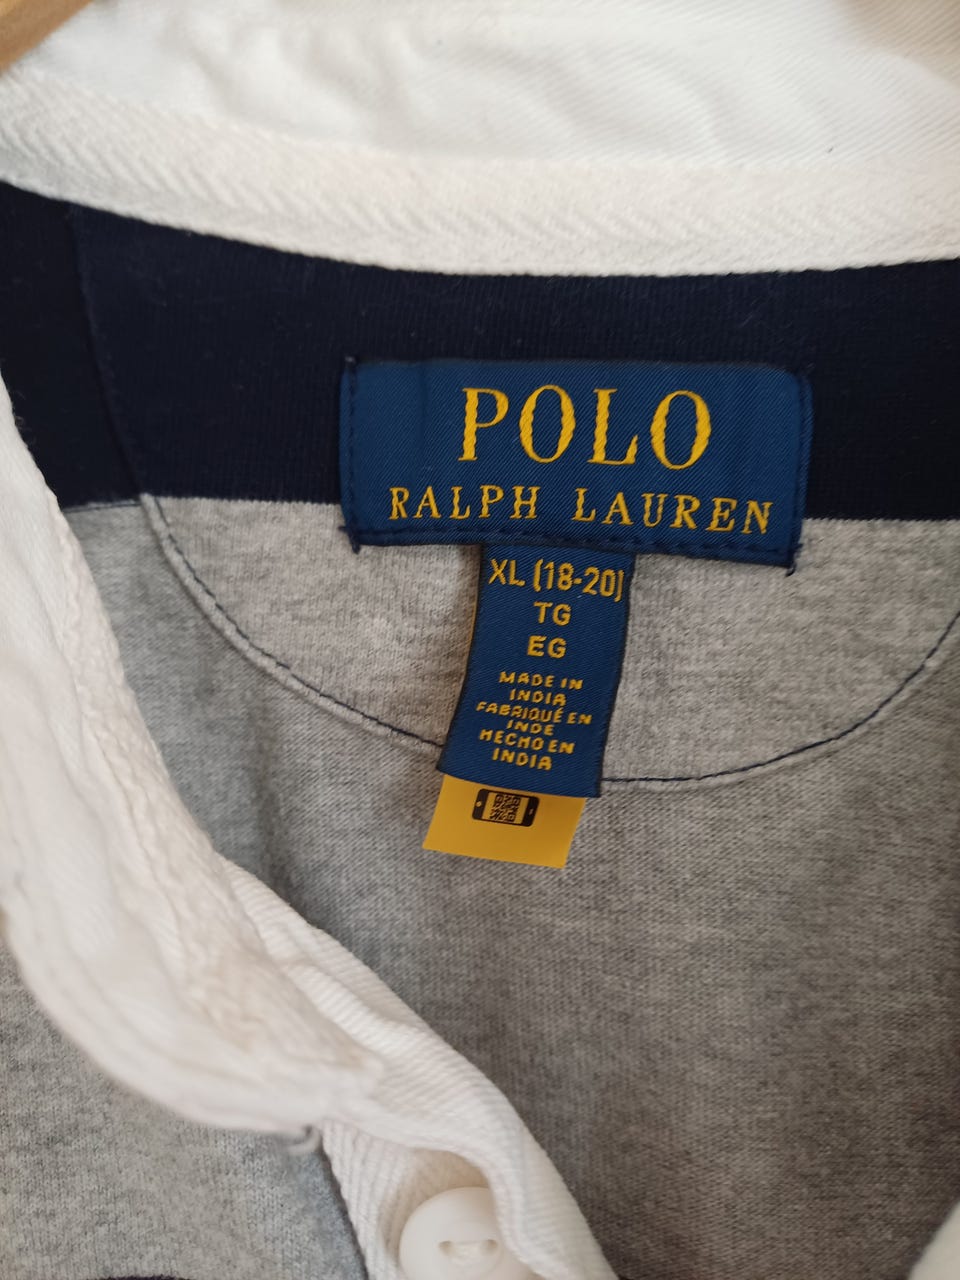 POLO
RALPH LAUREN
XL (18-20)
TG
EG
MADE IN
INDIA
FABRIQUÉ EN
INDE
HECHO EN
INDIA